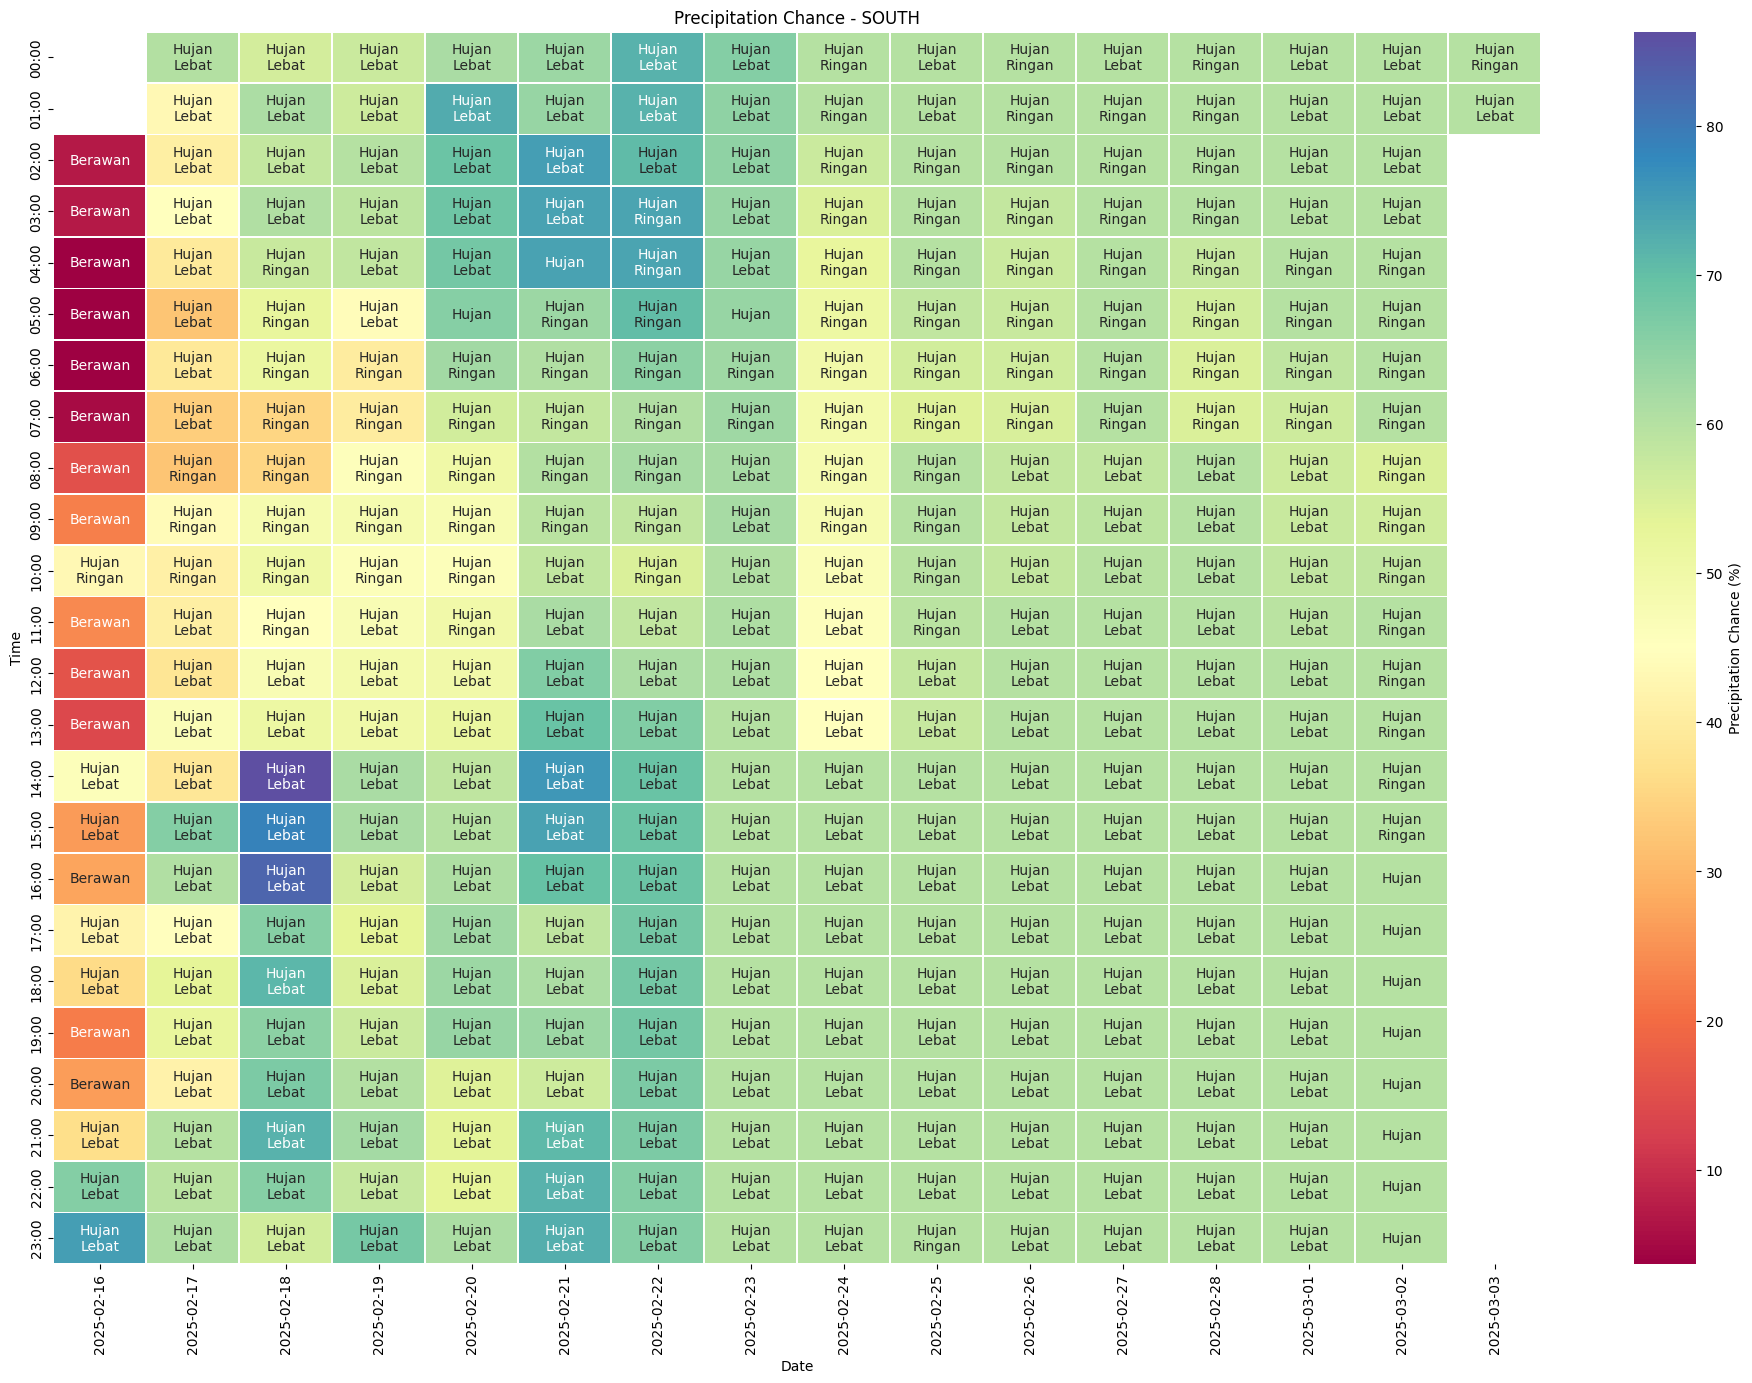 Precipitation Chance - SOUTH
Time
00:00 Hujan Lebat Hujan Lebat Hujan Lebat Hujan Lebat Hujan Lebat Hujan Lebat Hujan Lebat Hujan Ringan Hujan Lebat Hujan Ringan Hujan Lebat Hujan Ringan Hujan Lebat Hujan Lebat Hujan Ringan
01:00 Hujan Lebat Hujan Lebat Hujan Lebat Hujan Lebat Hujan Lebat Hujan Lebat Hujan Lebat Hujan Ringan Hujan Lebat Hujan Ringan Hujan Ringan Hujan Ringan Hujan Lebat Hujan Lebat Hujan Lebat
02:00 Berawan Hujan Lebat Hujan Lebat Hujan Lebat Hujan Lebat Hujan Lebat Hujan Lebat Hujan Lebat Hujan Ringan Hujan Ringan Hujan Ringan Hujan Ringan Hujan Ringan Hujan Lebat Hujan Lebat
03:00 Berawan Hujan Lebat Hujan Lebat Hujan Lebat Hujan Lebat Hujan Lebat Hujan Ringan Hujan Lebat Hujan Ringan Hujan Ringan Hujan Ringan Hujan Ringan Hujan Ringan Hujan Lebat Hujan Lebat
04:00 Berawan Hujan Lebat Hujan Ringan Hujan Lebat Hujan Lebat Hujan Hujan Ringan Hujan Lebat Hujan Ringan Hujan Ringan Hujan Ringan Hujan Ringan Hujan Ringan Hujan Ringan Hujan Ringan
05:00 Berawan Hujan Lebat Hujan Ringan Hujan Lebat Hujan Hujan Ringan Hujan Ringan Hujan Hujan Ringan Hujan Ringan Hujan Ringan Hujan Ringan Hujan Ringan Hujan Ringan Hujan Ringan
06:00 Berawan Hujan Lebat Hujan Ringan Hujan Ringan Hujan Ringan Hujan Ringan Hujan Ringan Hujan Ringan Hujan Ringan Hujan Ringan Hujan Ringan Hujan Ringan Hujan Ringan Hujan Ringan Hujan Ringan
07:00 Berawan Hujan Lebat Hujan Ringan Hujan Ringan Hujan Ringan Hujan Ringan Hujan Ringan Hujan Ringan Hujan Ringan Hujan Ringan Hujan Ringan Hujan Ringan Hujan Ringan Hujan Ringan Hujan Ringan
08:00 Berawan Hujan Ringan Hujan Ringan Hujan Ringan Hujan Ringan Hujan Ringan Hujan Ringan Hujan Lebat Hujan Ringan Hujan Ringan Hujan Lebat Hujan Lebat Hujan Lebat Hujan Lebat Hujan Ringan
09:00 Berawan Hujan Ringan Hujan Ringan Hujan Ringan Hujan Ringan Hujan Ringan Hujan Ringan Hujan Lebat Hujan Ringan Hujan Ringan Hujan Lebat Hujan Lebat Hujan Lebat Hujan Lebat Hujan Ringan
10:00 Hujan Ringan Hujan Ringan Hujan Ringan Hujan Ringan Hujan Ringan Hujan Lebat Hujan Ringan Hujan Lebat Hujan Lebat Hujan Ringan Hujan Lebat Hujan Lebat Hujan Lebat Hujan Lebat Hujan Ringan
11:00 Berawan Hujan Lebat Hujan Ringan Hujan Lebat Hujan Ringan Hujan Lebat Hujan Lebat Hujan Lebat Hujan Lebat Hujan Ringan Hujan Lebat Hujan Lebat Hujan Lebat Hujan Lebat Hujan Ringan
12:00 Berawan Hujan Lebat Hujan Lebat Hujan Lebat Hujan Lebat Hujan Lebat Hujan Lebat Hujan Lebat Hujan Lebat Hujan Lebat Hujan Lebat Hujan Lebat Hujan Lebat Hujan Lebat Hujan Ringan
13:00 Berawan Hujan Lebat Hujan Lebat Hujan Lebat Hujan Lebat Hujan Lebat Hujan Lebat Hujan Lebat Hujan Lebat Hujan Lebat Hujan Lebat Hujan Lebat Hujan Lebat Hujan Lebat Hujan Ringan
14:00 Hujan Lebat Hujan Lebat Hujan Lebat Hujan Lebat Hujan Lebat Hujan Lebat Hujan Lebat Hujan Lebat Hujan Lebat Hujan Lebat Hujan Lebat Hujan Lebat Hujan Lebat Hujan Lebat Hujan Ringan
15:00 Hujan Lebat Hujan Lebat Hujan Lebat Hujan Lebat Hujan Lebat Hujan Lebat Hujan Lebat Hujan Lebat Hujan Lebat Hujan Lebat Hujan Lebat Hujan Lebat Hujan Lebat Hujan Lebat Hujan Ringan
16:00 Berawan Hujan Lebat Hujan Lebat Hujan Lebat Hujan Lebat Hujan Lebat Hujan Lebat Hujan Lebat Hujan Lebat Hujan Lebat Hujan Lebat Hujan Lebat Hujan Lebat Hujan Lebat Hujan
17:00 Hujan Lebat Hujan Lebat Hujan Lebat Hujan Lebat Hujan Lebat Hujan Lebat Hujan Lebat Hujan Lebat Hujan Lebat Hujan Lebat Hujan Lebat Hujan Lebat Hujan Lebat Hujan Lebat Hujan
18:00 Hujan Lebat Hujan Lebat Hujan Lebat Hujan Lebat Hujan Lebat Hujan Lebat Hujan Lebat Hujan Lebat Hujan Lebat Hujan Lebat Hujan Lebat Hujan Lebat Hujan Lebat Hujan Lebat Hujan
19:00 Berawan Hujan Lebat Hujan Lebat Hujan Lebat Hujan Lebat Hujan Lebat Hujan Lebat Hujan Lebat Hujan Lebat Hujan Lebat Hujan Lebat Hujan Lebat Hujan Lebat Hujan Lebat Hujan
20:00 Berawan Hujan Lebat Hujan Lebat Hujan Lebat Hujan Lebat Hujan Lebat Hujan Lebat Hujan Lebat Hujan Lebat Hujan Lebat Hujan Lebat Hujan Lebat Hujan Lebat Hujan Lebat Hujan
21:00 Hujan Lebat Hujan Lebat Hujan Lebat Hujan Lebat Hujan Lebat Hujan Lebat Hujan Lebat Hujan Lebat Hujan Lebat Hujan Lebat Hujan Lebat Hujan Lebat Hujan Lebat Hujan Lebat Hujan
22:00 Hujan Lebat Hujan Lebat Hujan Lebat Hujan Lebat Hujan Lebat Hujan Lebat Hujan Lebat Hujan Lebat Hujan Lebat Hujan Lebat Hujan Lebat Hujan Lebat Hujan Lebat Hujan Lebat Hujan
23:00 Hujan Lebat Hujan Lebat Hujan Lebat Hujan Lebat Hujan Lebat Hujan Lebat Hujan Lebat Hujan Lebat Hujan Lebat Hujan Ringan Hujan Lebat Hujan Lebat Hujan Lebat Hujan Lebat Hujan
2025-02-16 2025-02-17 2025-02-18 2025-02-19 2025-02-20 2025-02-21 2025-02-22 2025-02-23 2025-02-24 2025-02-25 2025-02-26 2025-02-27 2025-02-28 2025-03-01 2025-03-02 2025-03-03
Date
80
70
60
50
40
30
20
10
Precipitation Chance (%)